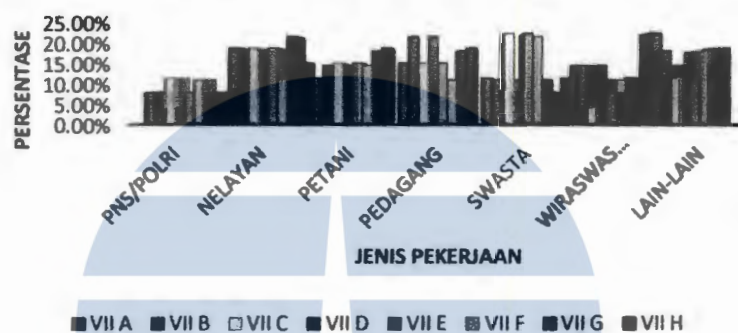 PERSENTASE
25.00%
20.00%
15.00%
10.00%
5.00%
0.00%
PNS/POLRI
NELAYAN
PETANI
PEDAGANG
SWASTA
WIRASWAS...
LAIN-LAIN
JENIS PEKERJAAN
VII A VII B VII C VII D VII E VII F VII G VII H